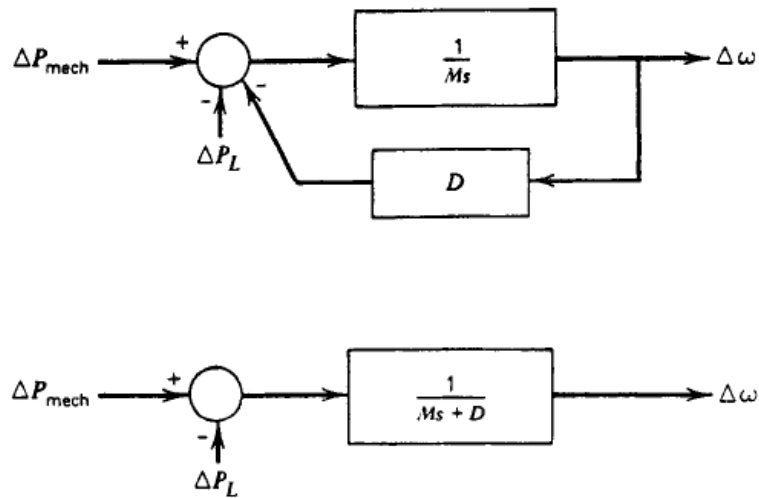 ΔP_mech
+
-
-
1/Ms
Δω
ΔP_L
D
ΔP_mech
+
-
1/(Ms + D)
Δω
ΔP_L